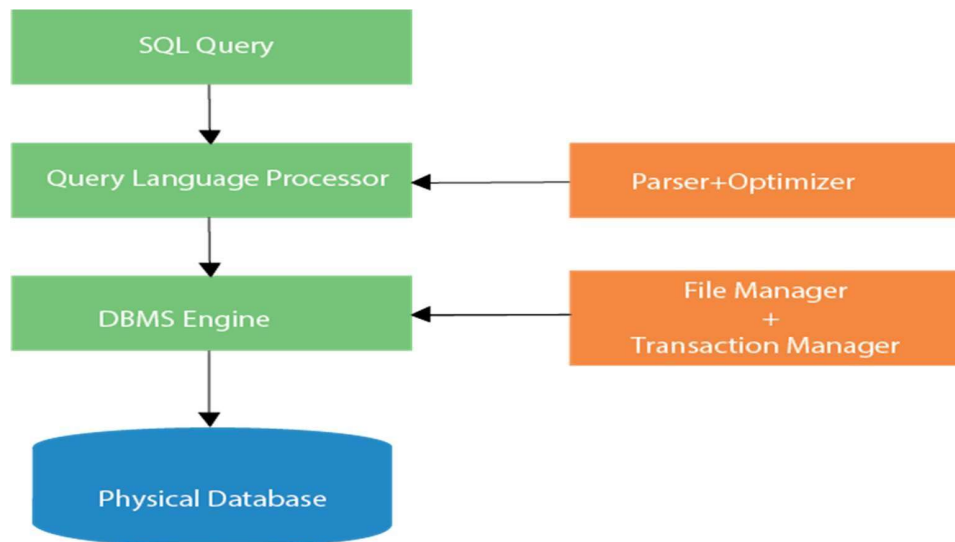 SQL Query
Query Language Processor
Parser+Optimizer
DBMS Engine
File Manager
+
Transaction Manager
Physical Database